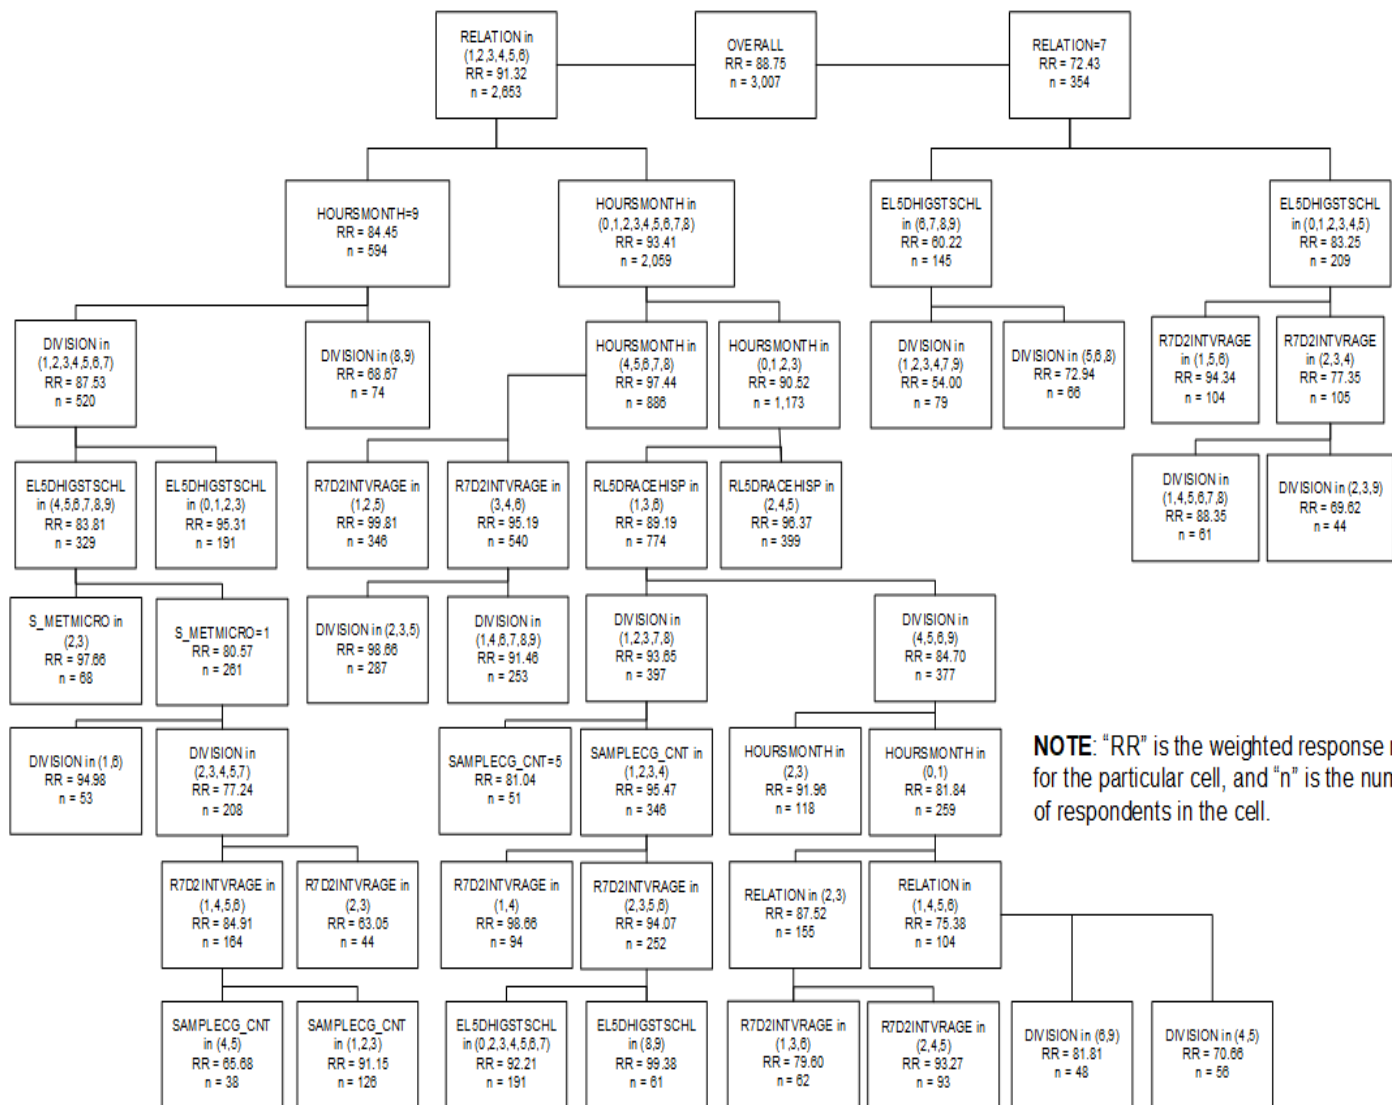 RELATION in
(1,2,3,4,5,6)
RR = 91.32
n = 2,653
OVERALL
RR = 88.75
n = 3,007
RELATION=7
RR = 72.43
n = 354
HOURSMONTH=9
RR = 84.45
n = 594
HOURSMONTH in
(0,1,2,3,4,5,6,7,8)
RR = 93.41
n = 2,059
EL5DHIGSTSCHL
in (6,7,8,9)
RR = 60.22
n = 145
EL5DHIGSTSCHL
in (0,1,2,3,4,5)
RR = 83.25
n = 209
DIVISION in
(1,2,3,4,5,6,7)
RR = 87.53
n = 520
DIVISION in (8,9)
RR = 68.67
n = 74
HOURSMONTH in
(4,5,6,7,8)
RR = 97.44
n = 886
HOURSMONTH in
(0,1,2,3)
RR = 90.52
n = 1,173
DIVISION in
(1,2,3,4,7,9)
RR = 54.00
n = 79
DIVISION in (5,6,8)
RR = 72.94
n = 66
R7D2INTVRAGE
in (1,5,6)
RR = 94.34
n = 104
R7D2INTVRAGE
in (2,3,4)
RR = 77.35
n = 105
EL5DHIGSTSCHL
in (4,5,6,7,8,9)
RR = 83.81
n = 329
EL5DHIGSTSCHL
in (0,1,2,3)
RR = 95.31
n = 191
R7D2INTVRAGE in
(1,2,5)
RR = 99.81
n = 346
R7D2INTVRAGE in
(3,4,6)
RR = 95.19
n = 540
RL5DRACEHISP in
(1,3,6)
RR = 89.19
n = 774
RL5DRACEHISP in
(2,4,5)
RR = 96.37
n = 399
DIVISION in
(1,4,5,6,7,8)
RR = 88.35
n = 61
DIVISION in (2,3,9)
RR = 69.62
n = 44
S_METMICRO in
(2,3)
RR = 97.66
n = 68
S_METMICRO=1
RR = 80.57
n = 261
DIVISION in (2,3,5)
RR = 98.66
n = 287
DIVISION in
(1,4,6,7,8,9)
RR = 91.46
n = 253
DIVISION in
(1,2,3,7,8)
RR = 93.65
n = 397
DIVISION in
(4,5,6,9)
RR = 84.70
n = 377
DIVISION in (1,6)
RR = 94.98
n = 53
DIVISION in
(2,3,4,5,7)
RR = 77.24
n = 208
SAMPLECG_CNT=5
RR = 81.04
n = 51
SAMPLECG_CNT in
(1,2,3,4)
RR = 95.47
n = 346
HOURSMONTH in
(2,3)
RR = 91.96
n = 118
HOURSMONTH in
(0,1)
RR = 81.84
n = 259
NOTE: “RR” is the weighted response
for the particular cell, and “n” is the
of respondents in the cell.
R7D2INTVRAGE in
(1,4,5,6)
RR = 84.91
n = 164
R7D2INTVRAGE in
(2,3)
RR = 63.05
n = 44
R7D2INTVRAGE in
(1,4)
RR = 98.66
n = 94
R7D2INTVRAGE in
(2,3,5,6)
RR = 94.07
n = 252
RELATION in (2,3)
RR = 87.52
n = 155
RELATION in
(1,4,5,6)
RR = 75.38
n = 104
SAMPLECG_CNT
in (4,5)
RR = 65.68
n = 38
SAMPLECG_CNT
in (1,2,3)
RR = 91.15
n = 126
EL5DHIGSTSCHL
in (0,2,3,4,5,6,7)
RR = 92.21
n = 191
EL5DHIGSTSCHL
in (8,9)
RR = 99.38
n = 61
R7D2INTVRAGE in
(1,3,6)
RR = 79.60
n = 62
R7D2INTVRAGE in
(2,4,5)
RR = 93.27
n = 93
DIVISION in (6,9)
RR = 81.81
n = 48
DIVISION in (4,5)
RR = 70.66
n = 56